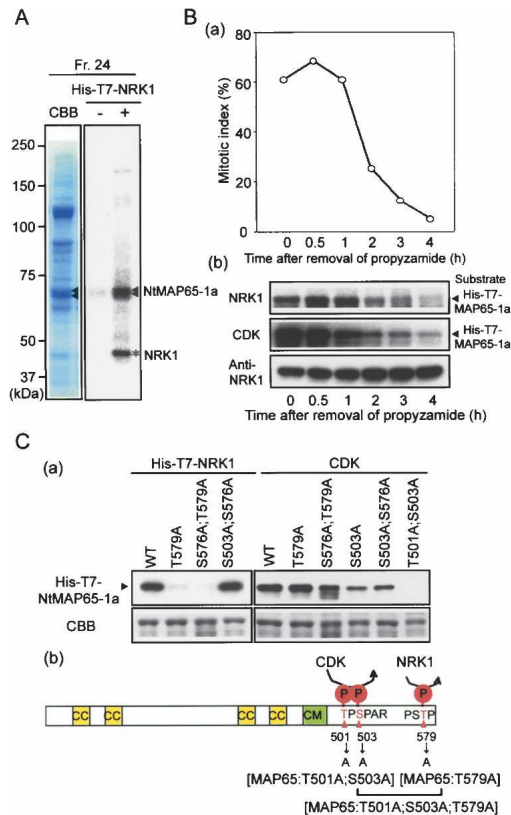 A
Fr. 24
His-T7-NRK1
CBB - +
250
150
100
75
50
37
(kDa)
NtMAP65-1a
*NRK1
B
(a)
Mitotic index (%)
80
60
40
20
0
0 0.5 1 2 3 4
Time after removal of propyzamide (h)
(b)
Substrate
NRK1
His-T7-
MAP65-1a
CDK
His-T7-
MAP65-1a
Anti-
NRK1
0 0.5 1 2 3 4
Time after removal of propyzamide (h)
C
(a)
His-T7-NRK1
CDK
WT
T579A
S576A;T579A
S503A;S576A
WT
T579A
S576A;T579A
S503A
S503A;S576A
T501A;S503A
His-T7-
NtMAP65-1a
CBB
(b)
CDK NRK1
P P P
CC CC CC CC CM TPSPAR PSTP
501 503 579
A A A
[MAP65:T501A;S503A] [MAP65:T579A]
[MAP65:T501A;S503A;T579A]